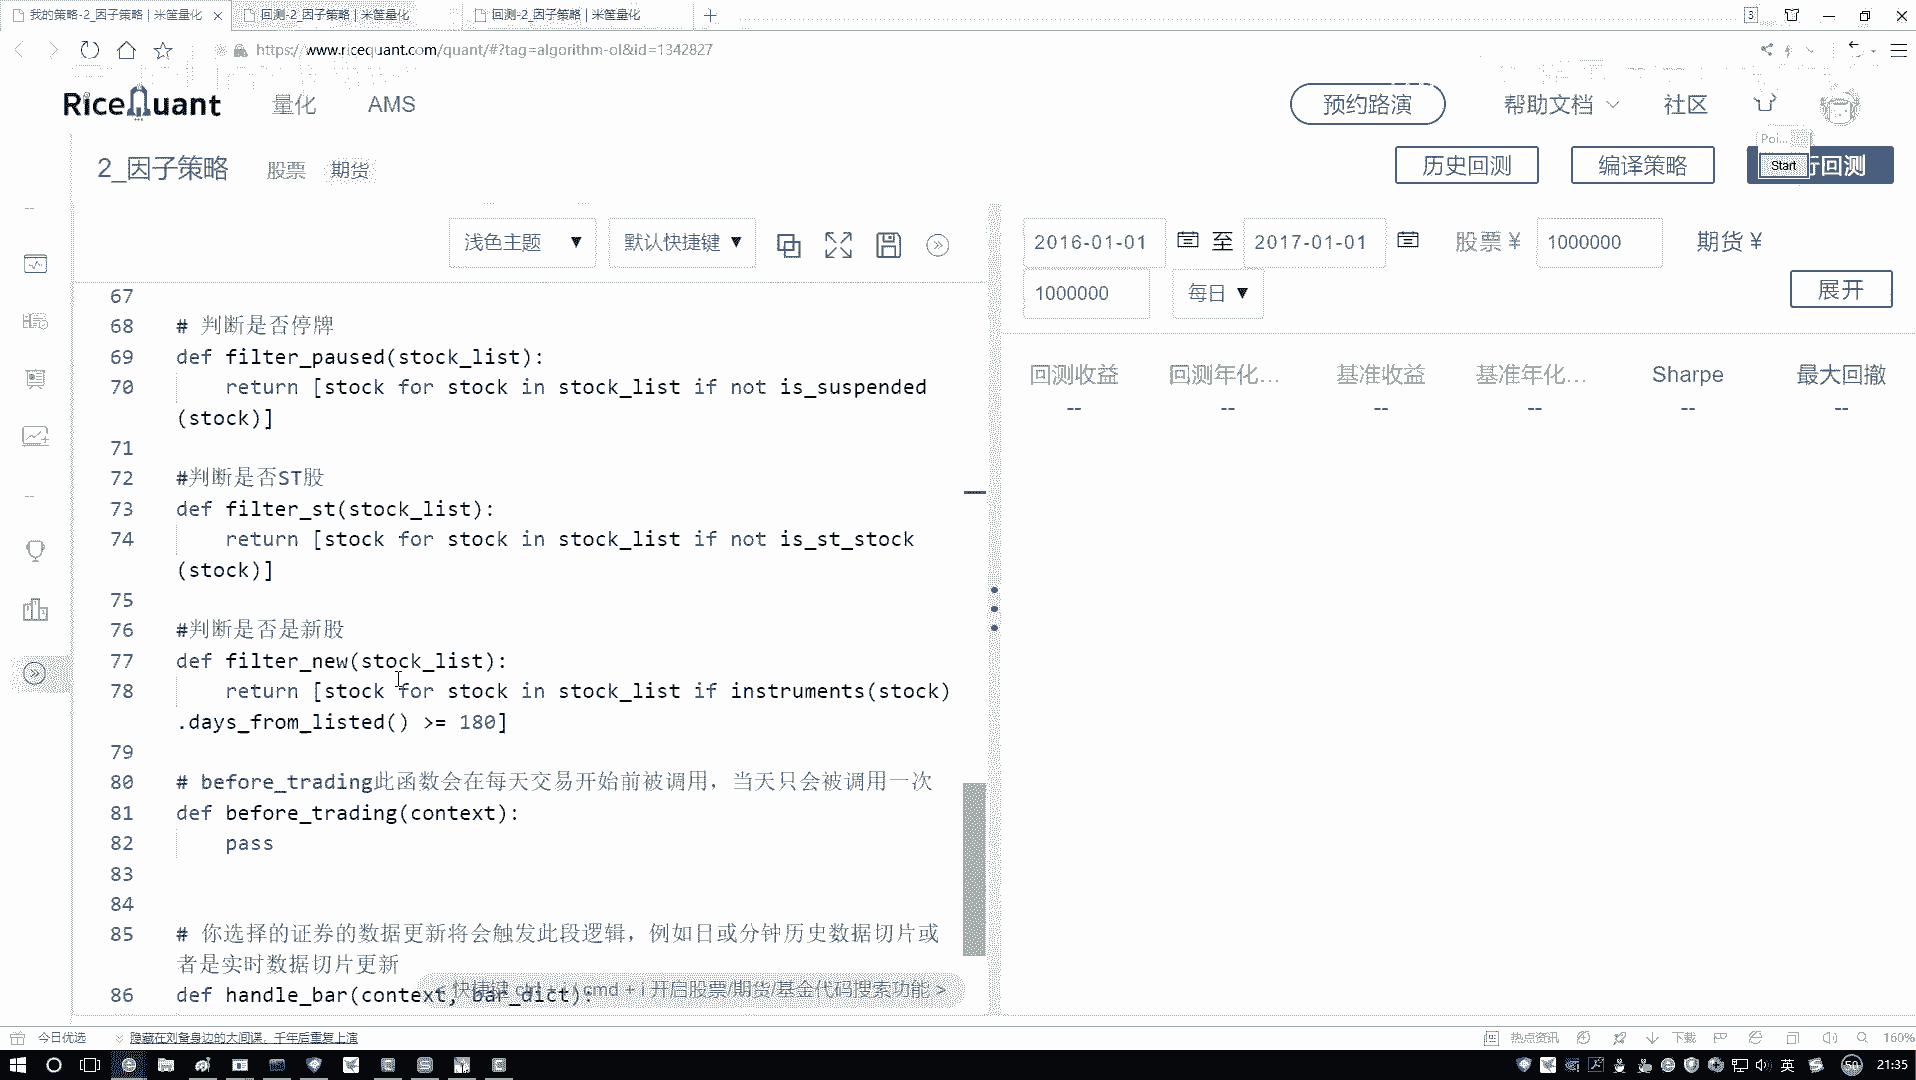 我的策略-2_因子策略 | 米筐量化
回测-2_因子策略 | 米筐量化
回测-2_因子策略 | 米筐量化
3
https://www.ricequant.com/quant/#?tag=algorithm-ol&id=1342827
RiceQuant
量化
AMS
预约路演
帮助文档
社区
Poi...
2_因子策略
股票
期货
历史回测
编译策略
Start
行回测
浅色主题
默认快捷键
67
68 # 判断是否停牌
69 def filter_paused(stock_list):
70 return [stock for stock in stock_list if not is_suspended
(stock)]
71
72 #判断是否ST股
73 def filter_st(stock_list):
74 return [stock for stock in stock_list if not is_st_stock
(stock)]
75
76 #判断是否是新股
77 def filter_new(stock_list):
78 return [stock for stock in stock_list if instruments(stock)
.days_from_listed() >= 180]
79
80 # before_trading此函数会在每天交易开始前被调用，当天只会被调用一次
81 def before_trading(context):
82 pass
83
84
85 # 你选择的证券的数据更新将会触发此段逻辑，例如日或分钟历史数据切片或
者是实时数据切片更新
86 def handle_bar(context, bar_dict):
< 快捷键 ctrl + i / cmd + i 开启股票/期货/基金代码搜索功能 >
2016-01-01 至 2017-01-01 股票 ¥ 1000000 期货 ¥
1000000 每日
展开
回测收益 回测年化... 基准收益 基准年化... Sharpe 最大回撤
-- -- -- -- -- --
今日优选
隐藏在刘备身边的大间谍，千年后重复上演
热点资讯
下载
160%
英
50
21:35